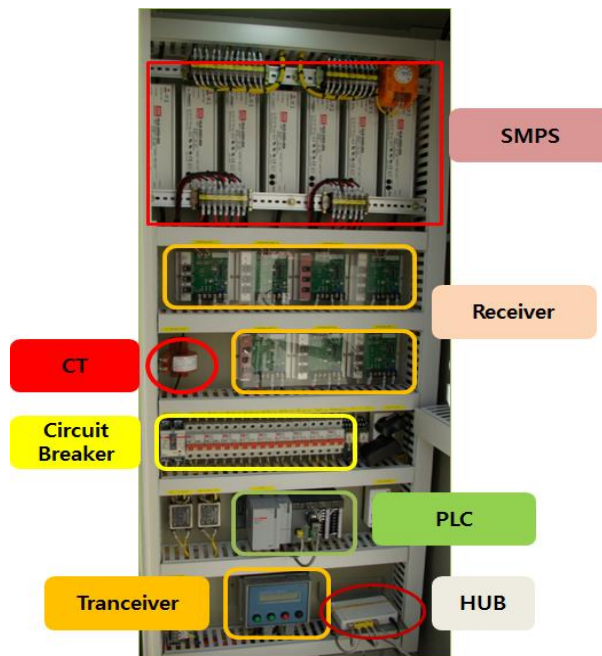 SMPS
Receiver
CT
Circuit
Breaker
PLC
Tranceiver
HUB